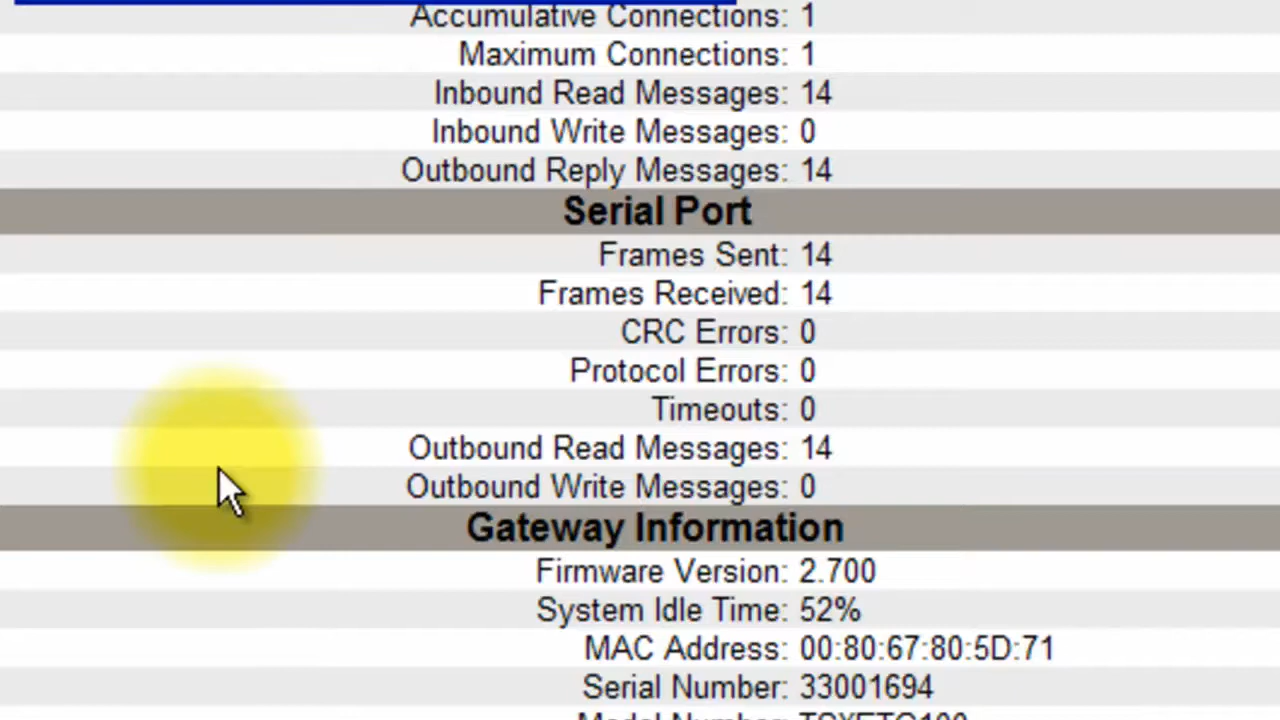 Accumulative Connections: 1
Maximum Connections: 1
Inbound Read Messages: 14
Inbound Write Messages: 0
Outbound Reply Messages: 14
Serial Port
Frames Sent: 14
Frames Received: 14
CRC Errors: 0
Protocol Errors: 0
Timeouts: 0
Outbound Read Messages: 14
Outbound Write Messages: 0
Gateway Information
Firmware Version: 2.700
System Idle Time: 52%
MAC Address: 00:80:67:80:5D:71
Serial Number: 33001694
Model Number: TSXETG100